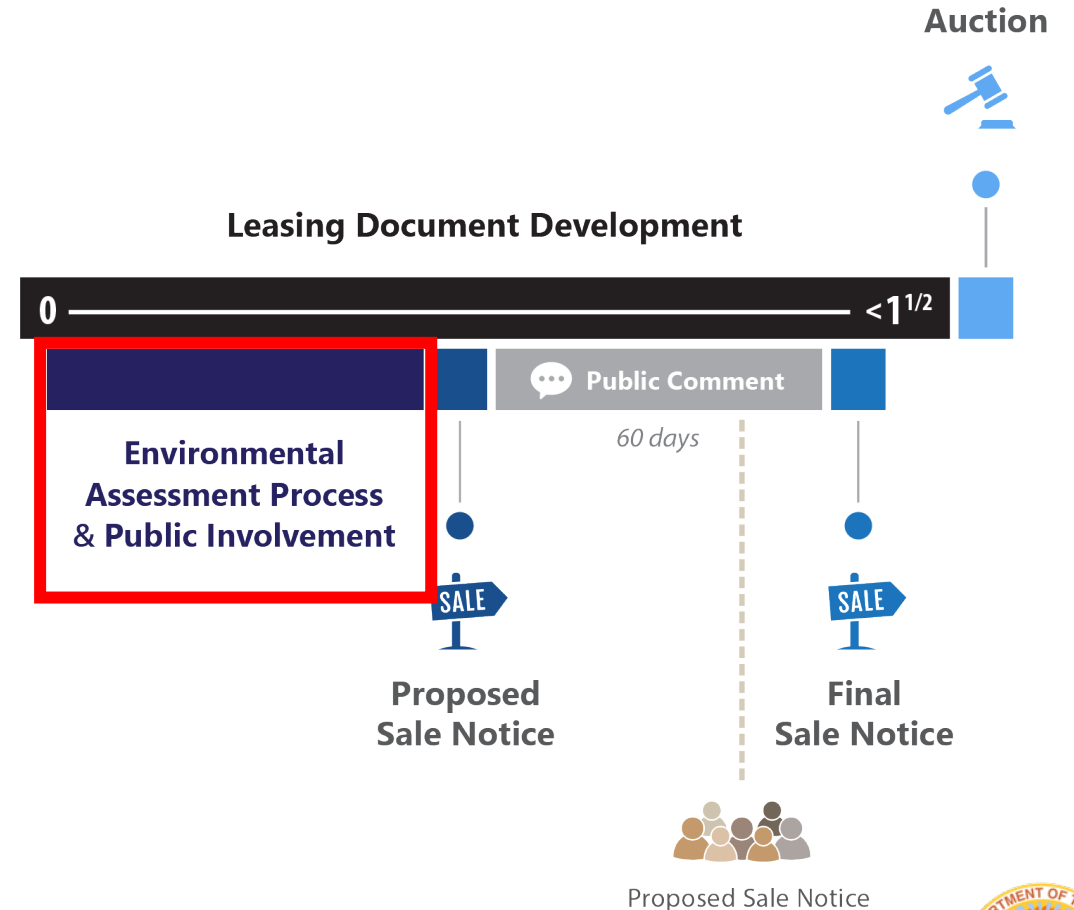 Auction
Leasing Document Development
0 <1 1/2
Public Comment
60 days
Environmental
Assessment Process
& Public Involvement
SALE
SALE
Proposed
Sale Notice
Final
Sale Notice
Proposed Sale Notice